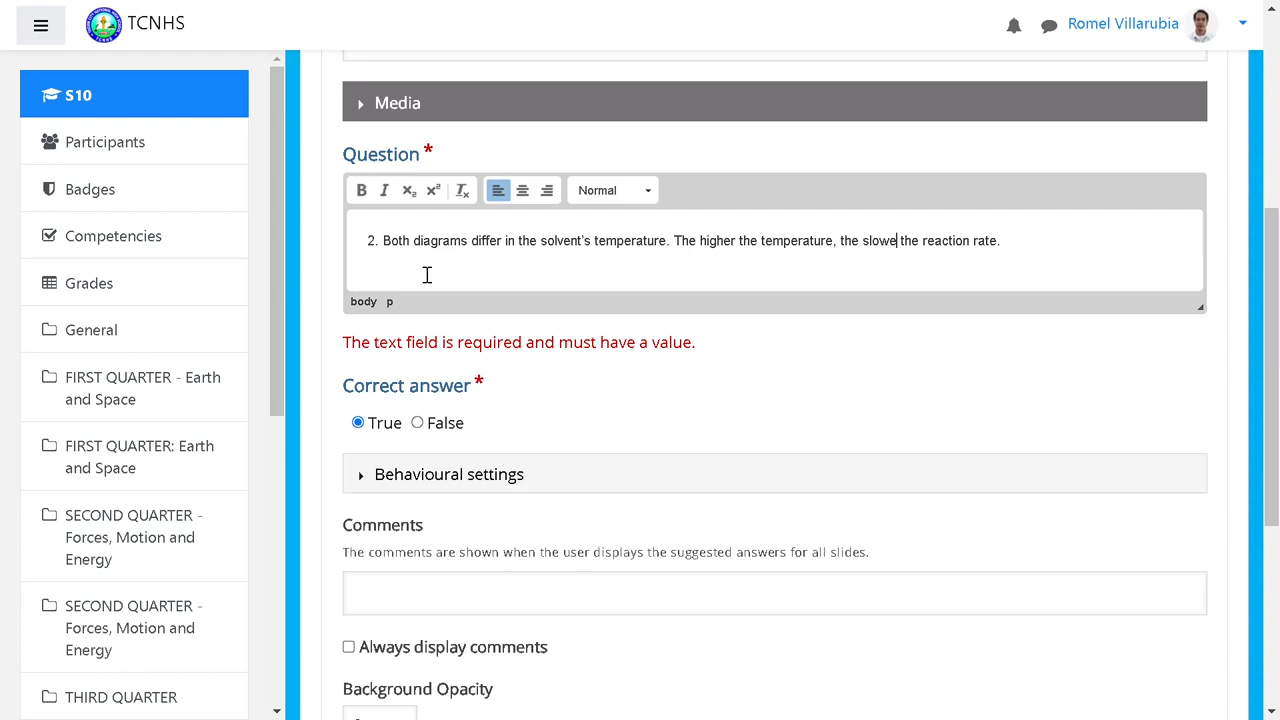 TCNHS
Romel Villarubia
S10
Participants
Badges
Competencies
Grades
General
FIRST QUARTER - Earth
and Space
FIRST QUARTER: Earth
and Space
SECOND QUARTER -
Forces, Motion and
Energy
SECOND QUARTER -
Forces, Motion and
Energy
THIRD QUARTER
Media
Question *
B I x₂ x² Tx Normal
2. Both diagrams differ in the solvent's temperature. The higher the temperature, the slowe the reaction rate.
body p
The text field is required and must have a value.
Correct answer *
True False
Behavioural settings
Comments
The comments are shown when the user displays the suggested answers for all slides.
Always display comments
Background Opacity